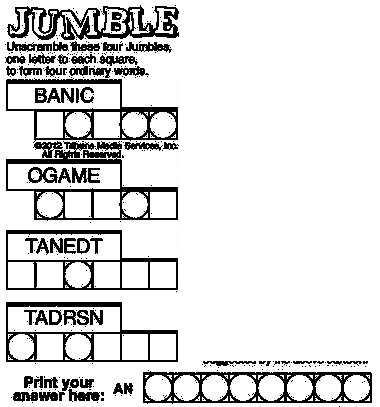 JUMBLE
Unscramble these four Jumbles,
one letter to each square,
to form four ordinary words.
BANIC
©2012 Tribune Media Services, Inc.
All Rights Reserved.
OGAME
TANEDT
TADRSN
Print your
answer here: AN